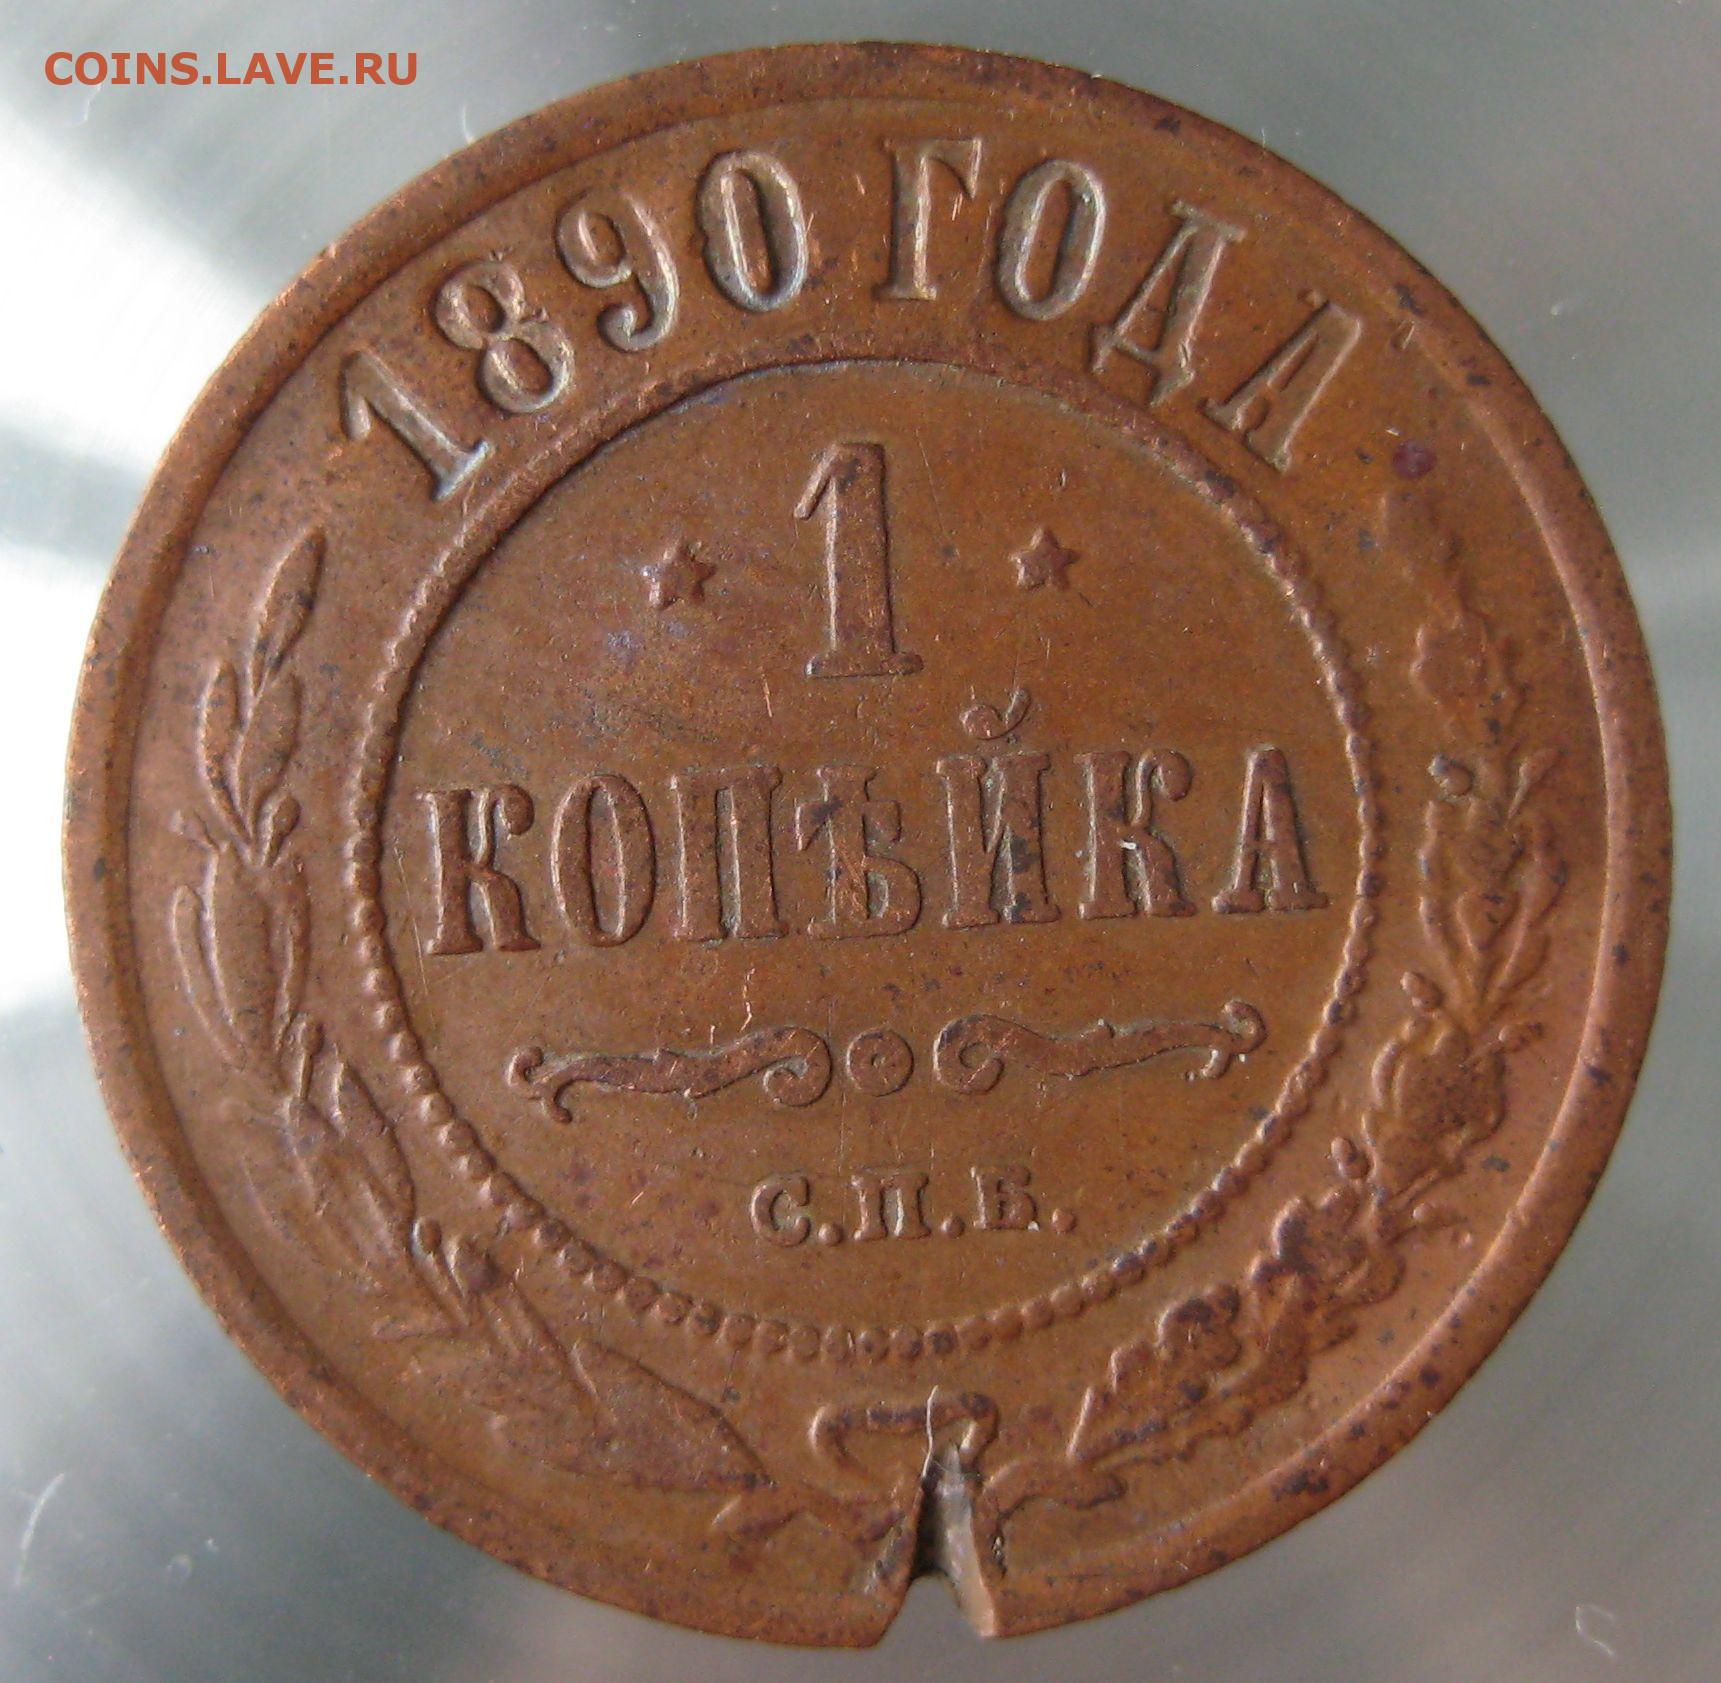 COINS.LAVE.RU
1890 ГОДА
1
КОПѢЙКА
С.П.Б.